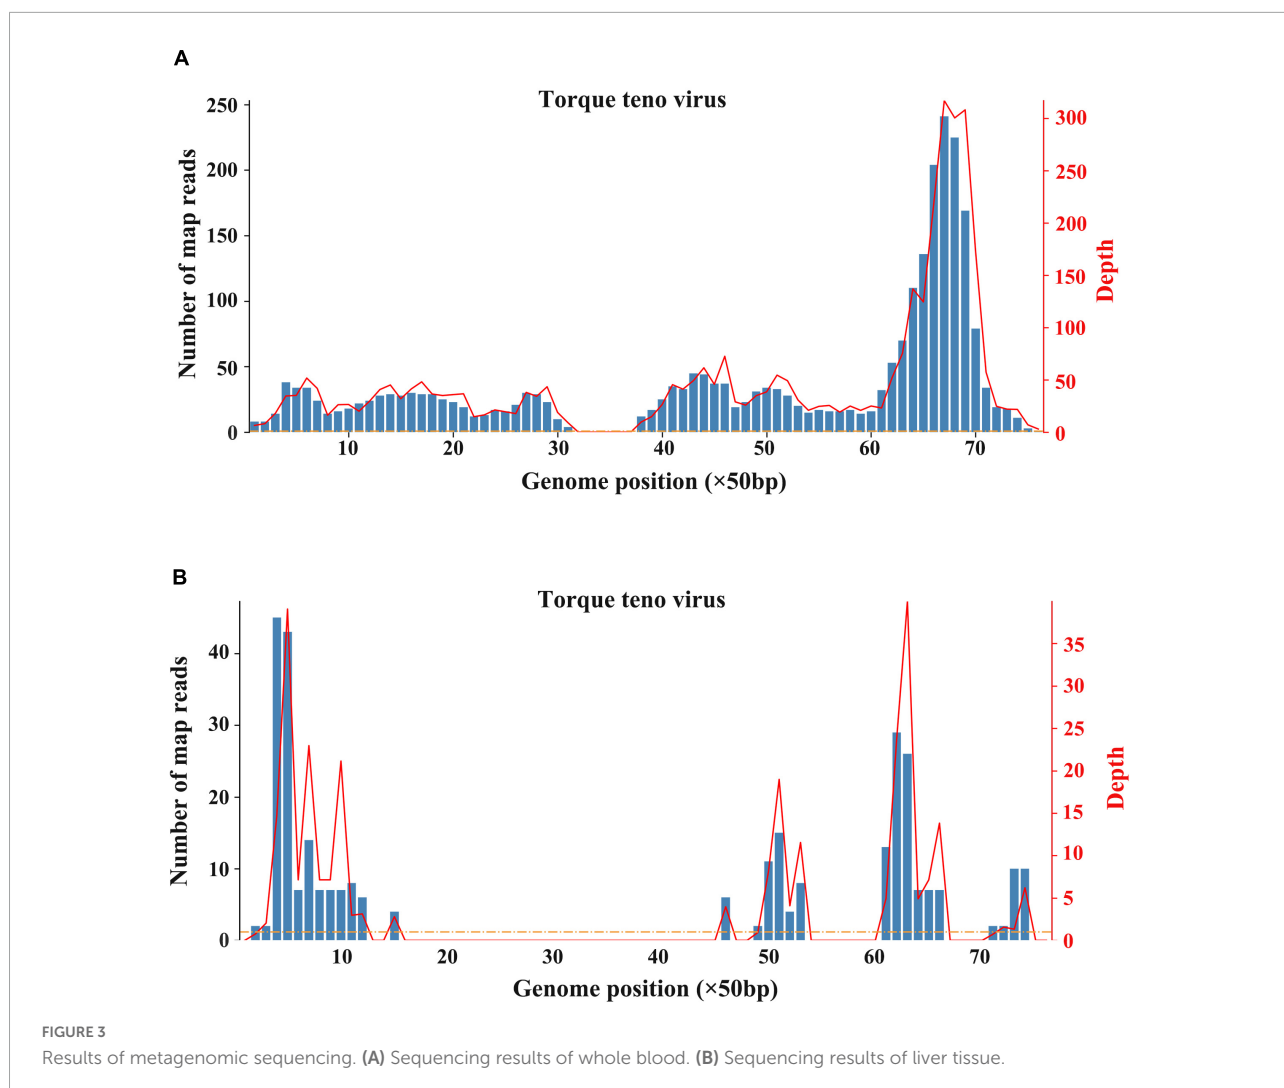 A
Torque teno virus
250
200
150
100
50
0
Number of map reads
300
250
200
150
100
50
0
Depth
10 20 30 40 50 60 70
Genome position (×50bp)
B
Torque teno virus
40
30
20
10
0
Number of map reads
35
30
25
20
15
10
5
0
Depth
10 20 30 40 50 60 70
Genome position (×50bp)
FIGURE 3
Results of metagenomic sequencing. (A) Sequencing results of whole blood. (B) Sequencing results of liver tissue.